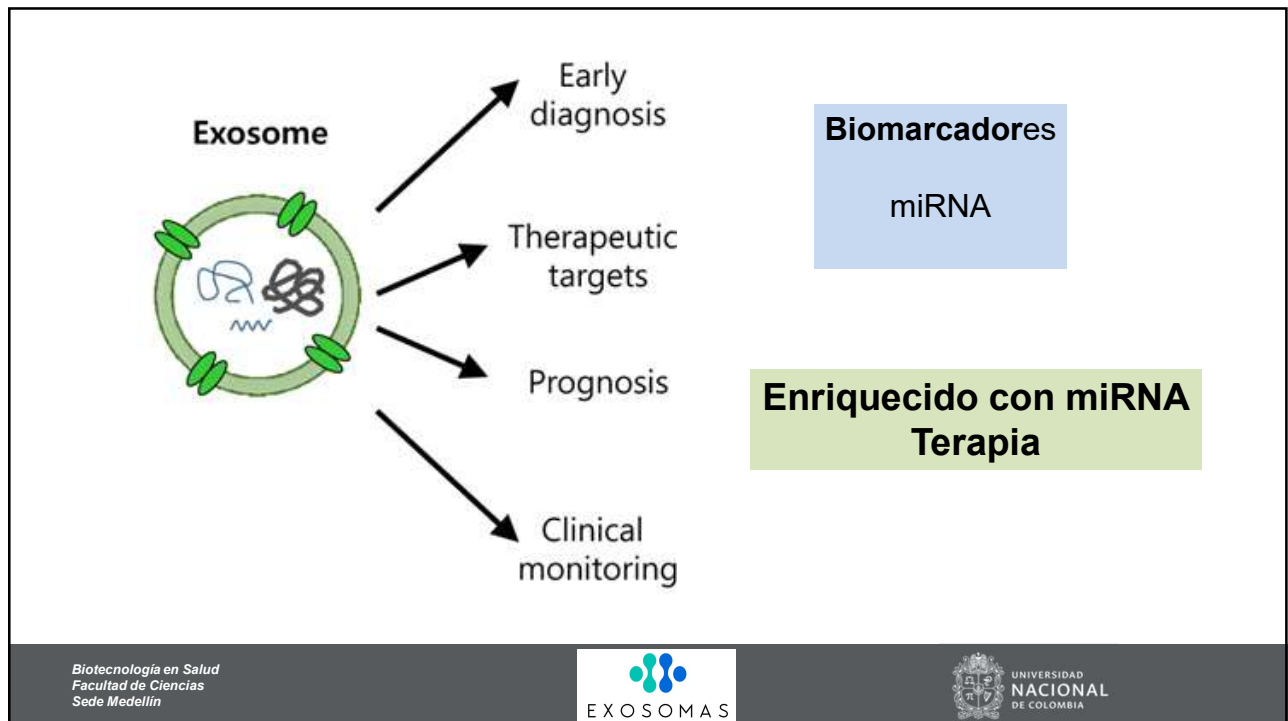 Exosome
Early
diagnosis
Therapeutic
targets
Prognosis
Clinical
monitoring
Biomarcadores
miRNA
Enriquecido con miRNA
Terapia
Biotecnología en Salud
Facultad de Ciencias
Sede Medellín
EXOSOMAS
UNIVERSIDAD
NACIONAL
DE COLOMBIA